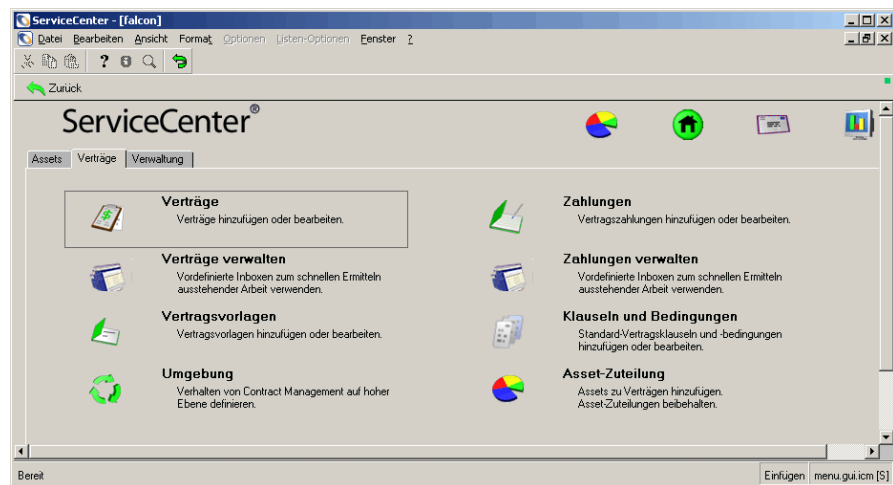 ServiceCenter - [falcon]
Datei Bearbeiten Ansicht Format Optionen Listen-Optionen Fenster ?
Zurück
ServiceCenter®
Assets Verträge Verwaltung
Verträge
Verträge hinzufügen oder bearbeiten.
Zahlungen
Vertragszahlungen hinzufügen oder bearbeiten.
Verträge verwalten
Vordefinierte Inboxen zum schnellen Ermitteln
ausstehender Arbeit verwenden.
Zahlungen verwalten
Vordefinierte Inboxen zum schnellen Ermitteln
ausstehender Arbeit verwenden.
Vertragsvorlagen
Vertragsvorlagen hinzufügen oder bearbeiten.
Klauseln und Bedingungen
Standard-Vertragsklauseln und -bedingungen
hinzufügen oder bearbeiten.
Umgebung
Verhalten von Contract Management auf hoher
Ebene definieren.
Asset-Zuteilung
Assets zu Verträgen hinzufügen.
Asset-Zuteilungen beibehalten.
Bereit
Einfügen menu.gui.icm [S]